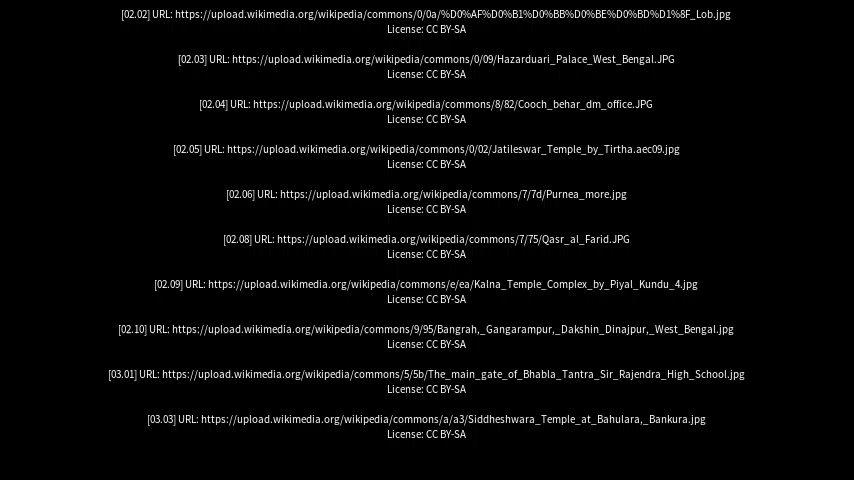 [02.02] URL: https://upload.wikimedia.org/wikipedia/commons/0/0a/%D0%AF%D0%B1%D0%BB%D0%BE%D0%BD%D1%8F_Lob.jpg
License: CC BY-SA
[02.03] URL: https://upload.wikimedia.org/wikipedia/commons/0/09/Hazarduari_Palace_West_Bengal.JPG
License: CC BY-SA
[02.04] URL: https://upload.wikimedia.org/wikipedia/commons/8/82/Cooch_behar_dm_office.JPG
License: CC BY-SA
[02.05] URL: https://upload.wikimedia.org/wikipedia/commons/0/02/Jatileswar_Temple_by_Tirtha.aec09.jpg
License: CC BY-SA
[02.06] URL: https://upload.wikimedia.org/wikipedia/commons/7/7d/Purnea_more.jpg
License: CC BY-SA
[02.08] URL: https://upload.wikimedia.org/wikipedia/commons/7/75/Qasr_al_Farid.JPG
License: CC BY-SA
[02.09] URL: https://upload.wikimedia.org/wikipedia/commons/e/ea/Kalna_Temple_Complex_by_Piyal_Kundu_4.jpg
License: CC BY-SA
[02.10] URL: https://upload.wikimedia.org/wikipedia/commons/9/95/Bangrah,_Gangarampur,_Dakshin_Dinajpur,_West_Bengal.jpg
License: CC BY-SA
[03.01] URL: https://upload.wikimedia.org/wikipedia/commons/5/5b/The_main_gate_of_Bhabla_Tantra_Sir_Rajendra_High_School.jpg
License: CC BY-SA
[03.03] URL: https://upload.wikimedia.org/wikipedia/commons/a/a3/Siddheshwara_Temple_at_Bahulara,_Bankura.jpg
License: CC BY-SA